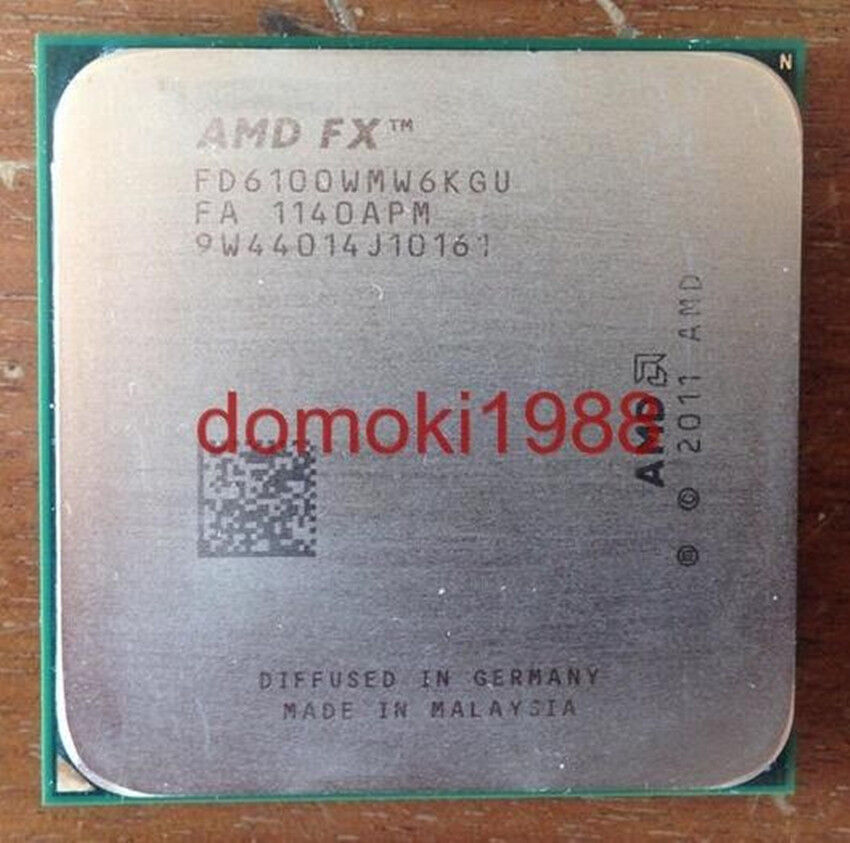 N
AMD FX™
FD6100WMW6KGU
FA 1140APM
9W44014J10161
domoki1988
AMD
© 2011 AMD
DIFFUSED IN GERMANY
MADE IN MALAYSIA